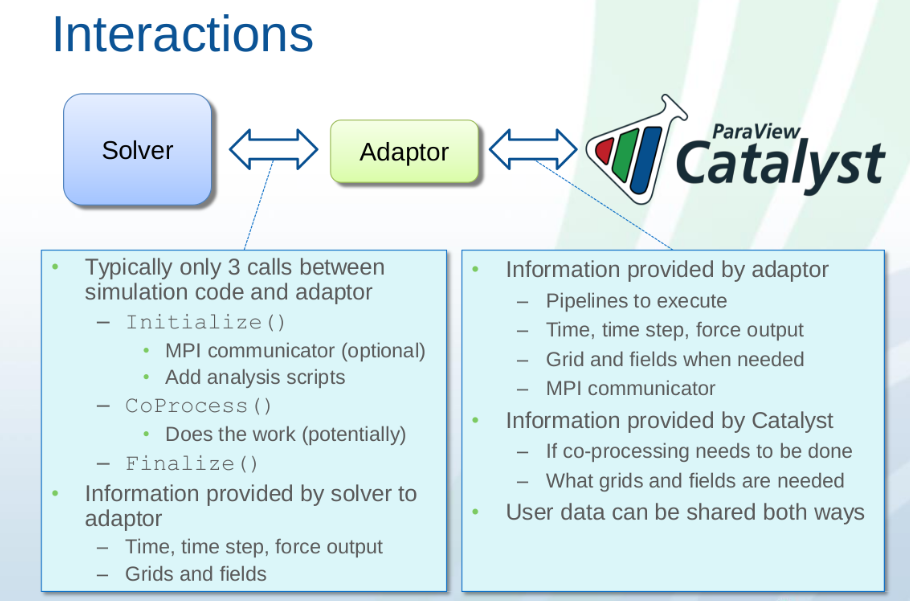 Interactions
Solver
Adaptor
ParaView
Catalyst
• Typically only 3 calls between
simulation code and adaptor
– Initialize()
• MPI communicator (optional)
• Add analysis scripts
– CoProcess()
• Does the work (potentially)
– Finalize()
• Information provided by solver to
adaptor
– Time, time step, force output
– Grids and fields
• Information provided by adaptor
– Pipelines to execute
– Time, time step, force output
– Grid and fields when needed
– MPI communicator
• Information provided by Catalyst
– If co-processing needs to be done
– What grids and fields are needed
• User data can be shared both ways